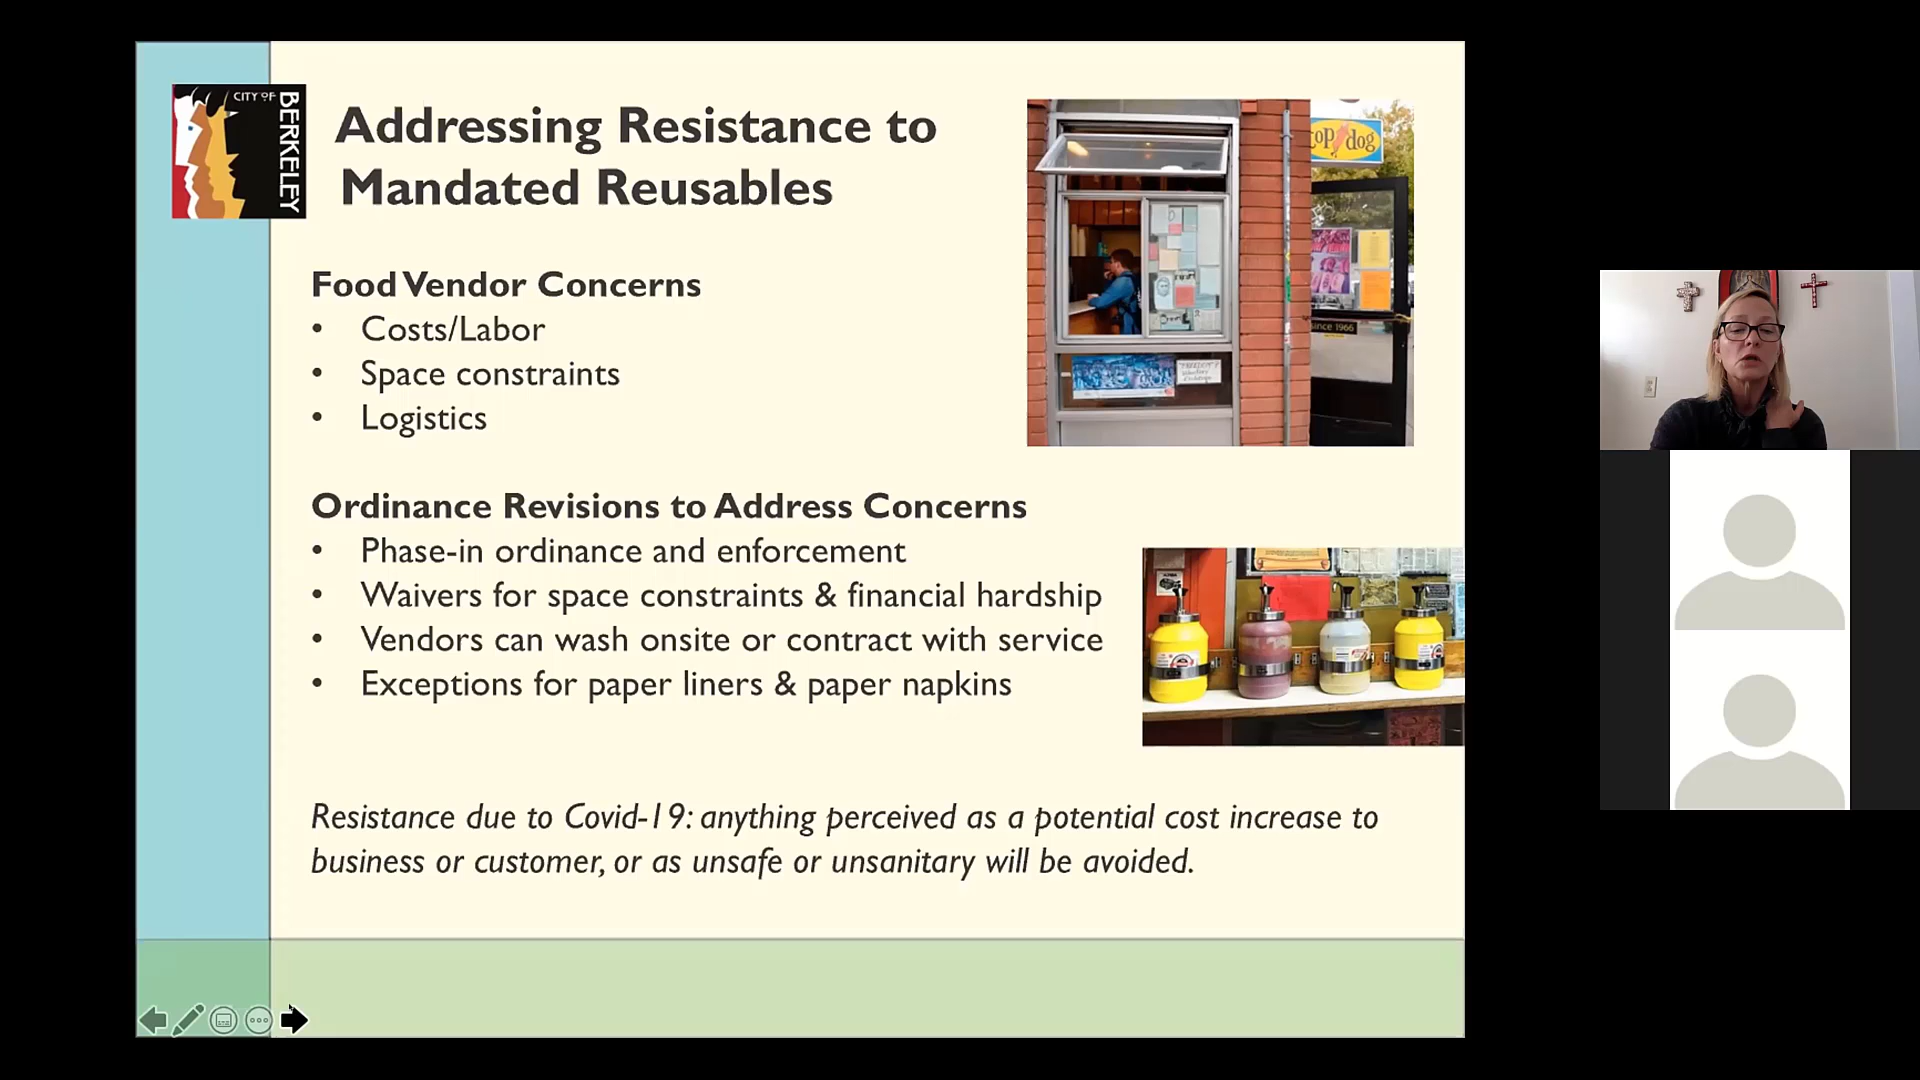 CITY OF
BERKELEY
Addressing Resistance to
Mandated Reusables
Food Vendor Concerns
• Costs/Labor
• Space constraints
• Logistics
Ordinance Revisions to Address Concerns
• Phase-in ordinance and enforcement
• Waivers for space constraints & financial hardship
• Vendors can wash onsite or contract with service
• Exceptions for paper liners & paper napkins
Resistance due to Covid-19: anything perceived as a potential cost increase to
business or customer, or as unsafe or unsanitary will be avoided.
top dog
since 1966